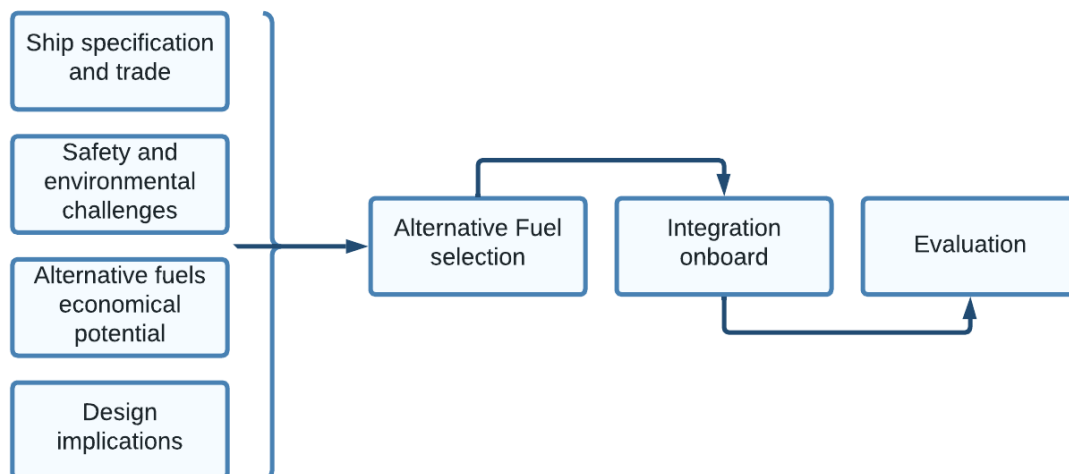 Ship specification
and trade
Safety and
environmental
challenges
Alternative fuels
economical
potential
Design
implications
Alternative Fuel
selection
Integration
onboard
Evaluation